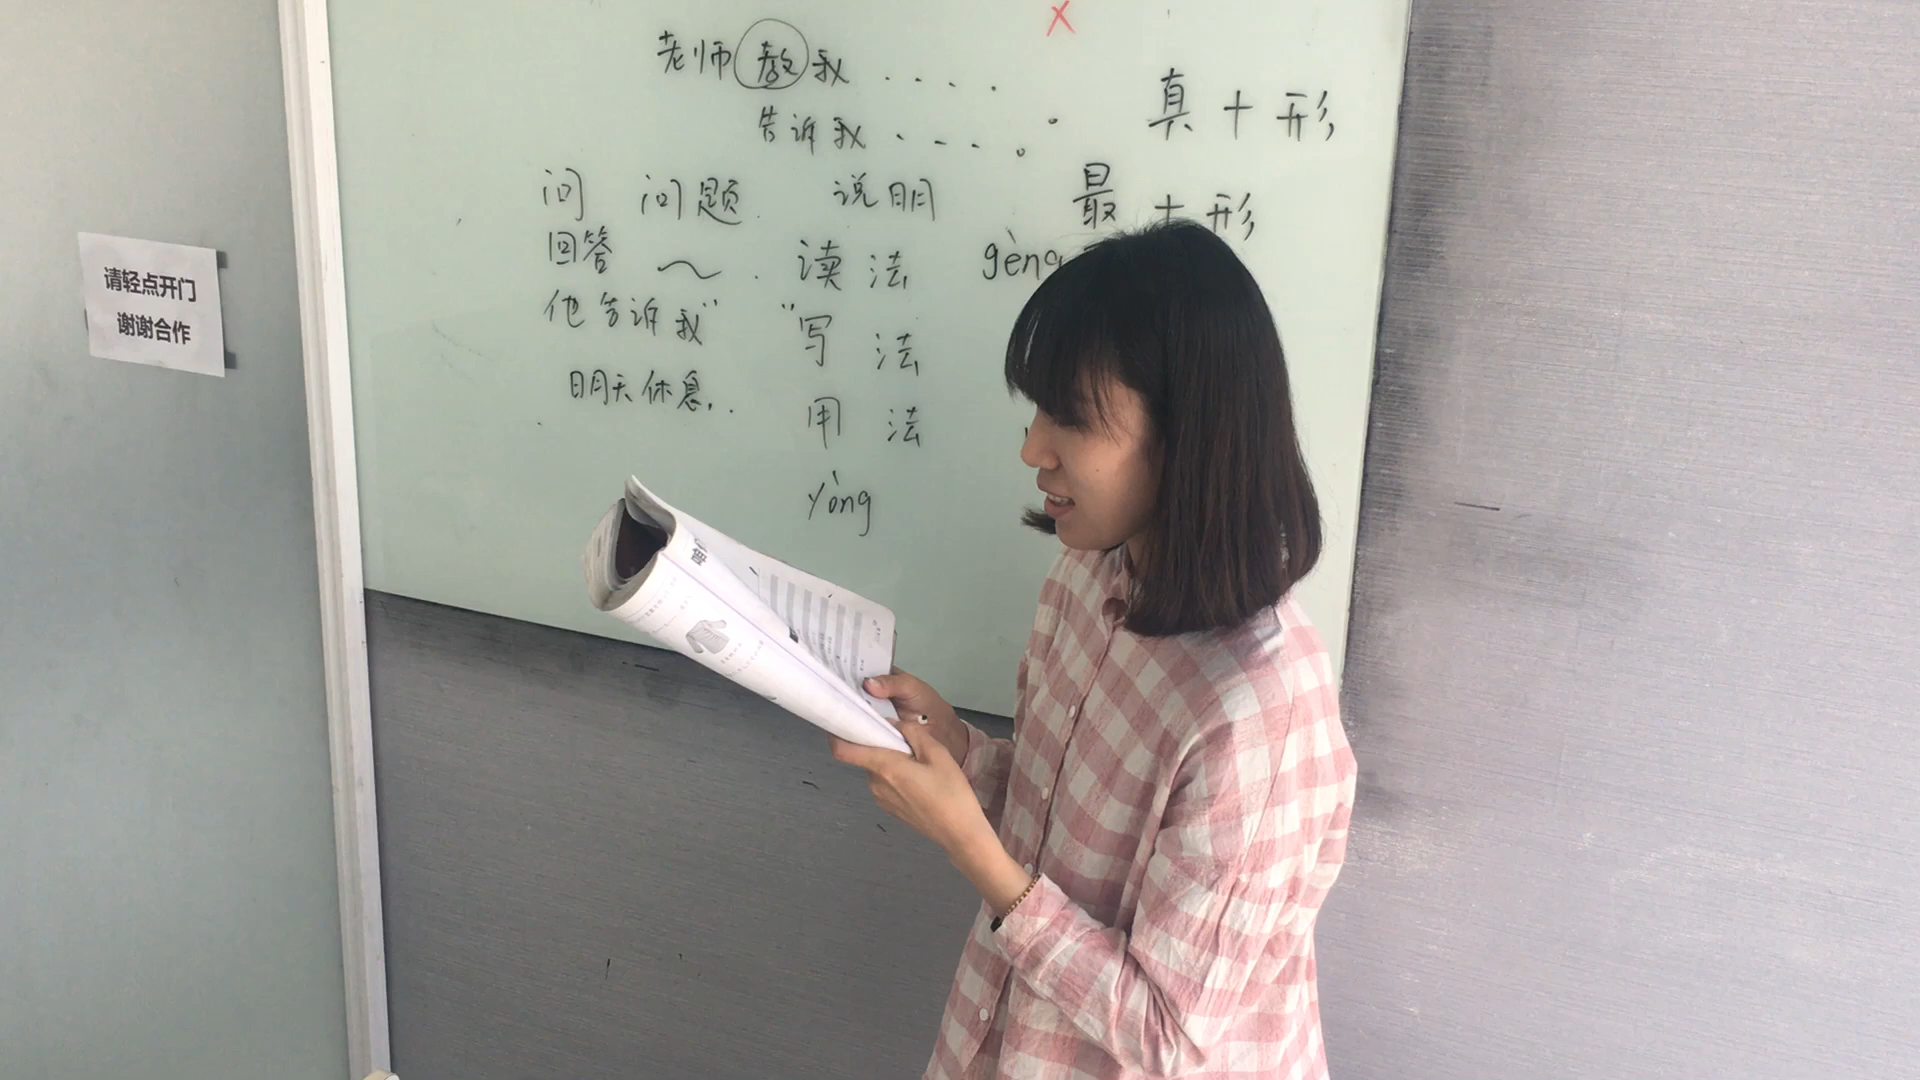 请轻点开门
谢谢合作
X
老师教我 . . . .
告诉我 . - - 。
真 + 形
问 问题.
说明
最 + 形
回答 ～.
读 法
gèng
他告诉我"
"写 法
明天休息..
用 法
yòng